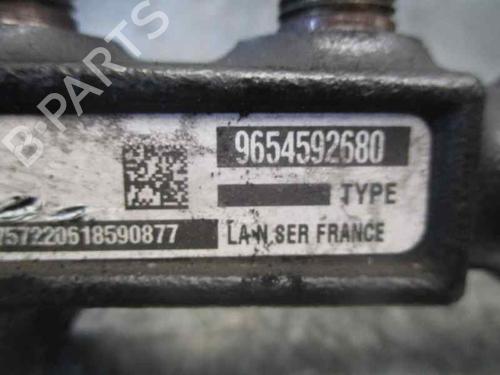 B-PARTS
9654592680
TYPE
757220618590877
LA.N.SER FRANCE